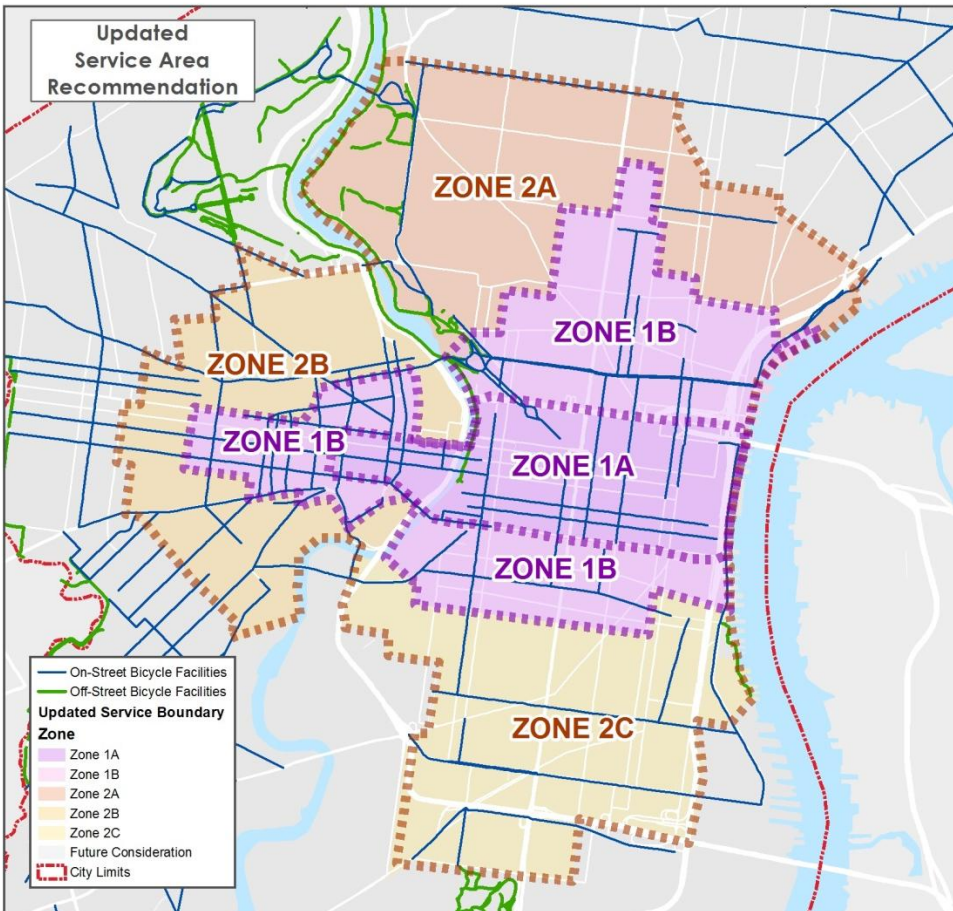 Updated
Service Area
Recommendation
ZONE 2A
ZONE 1B
ZONE 2B
ZONE 1B
ZONE 1A
ZONE 1B
ZONE 2C
On-Street Bicycle Facilities
Off-Street Bicycle Facilities
Updated Service Boundary
Zone
Zone 1A
Zone 1B
Zone 2A
Zone 2B
Zone 2C
Future Consideration
City Limits